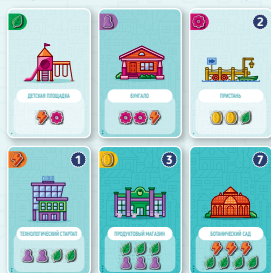 2
ДЕТСКАЯ ПЛОЩАДКА
БУНГАЛО
ПРИСТАНЬ
1
3
7
ТЕХНОЛОГИЧЕСКИЙ СТАРТАП
ПРОДУКТОВЫЙ МАГАЗИН
БОТАНИЧЕСКИЙ САД